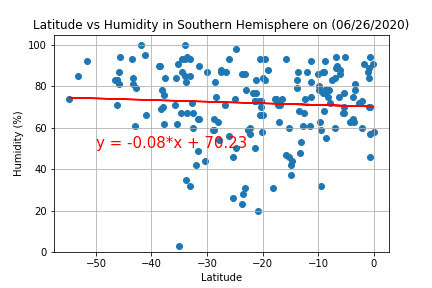 Latitude vs Humidity in Southern Hemisphere on (06/26/2020)
100
80
60
40
20
0
Humidity (%)
y = -0.08*x + 70.23
−50 −40 −30 −20 −10 0
Latitude